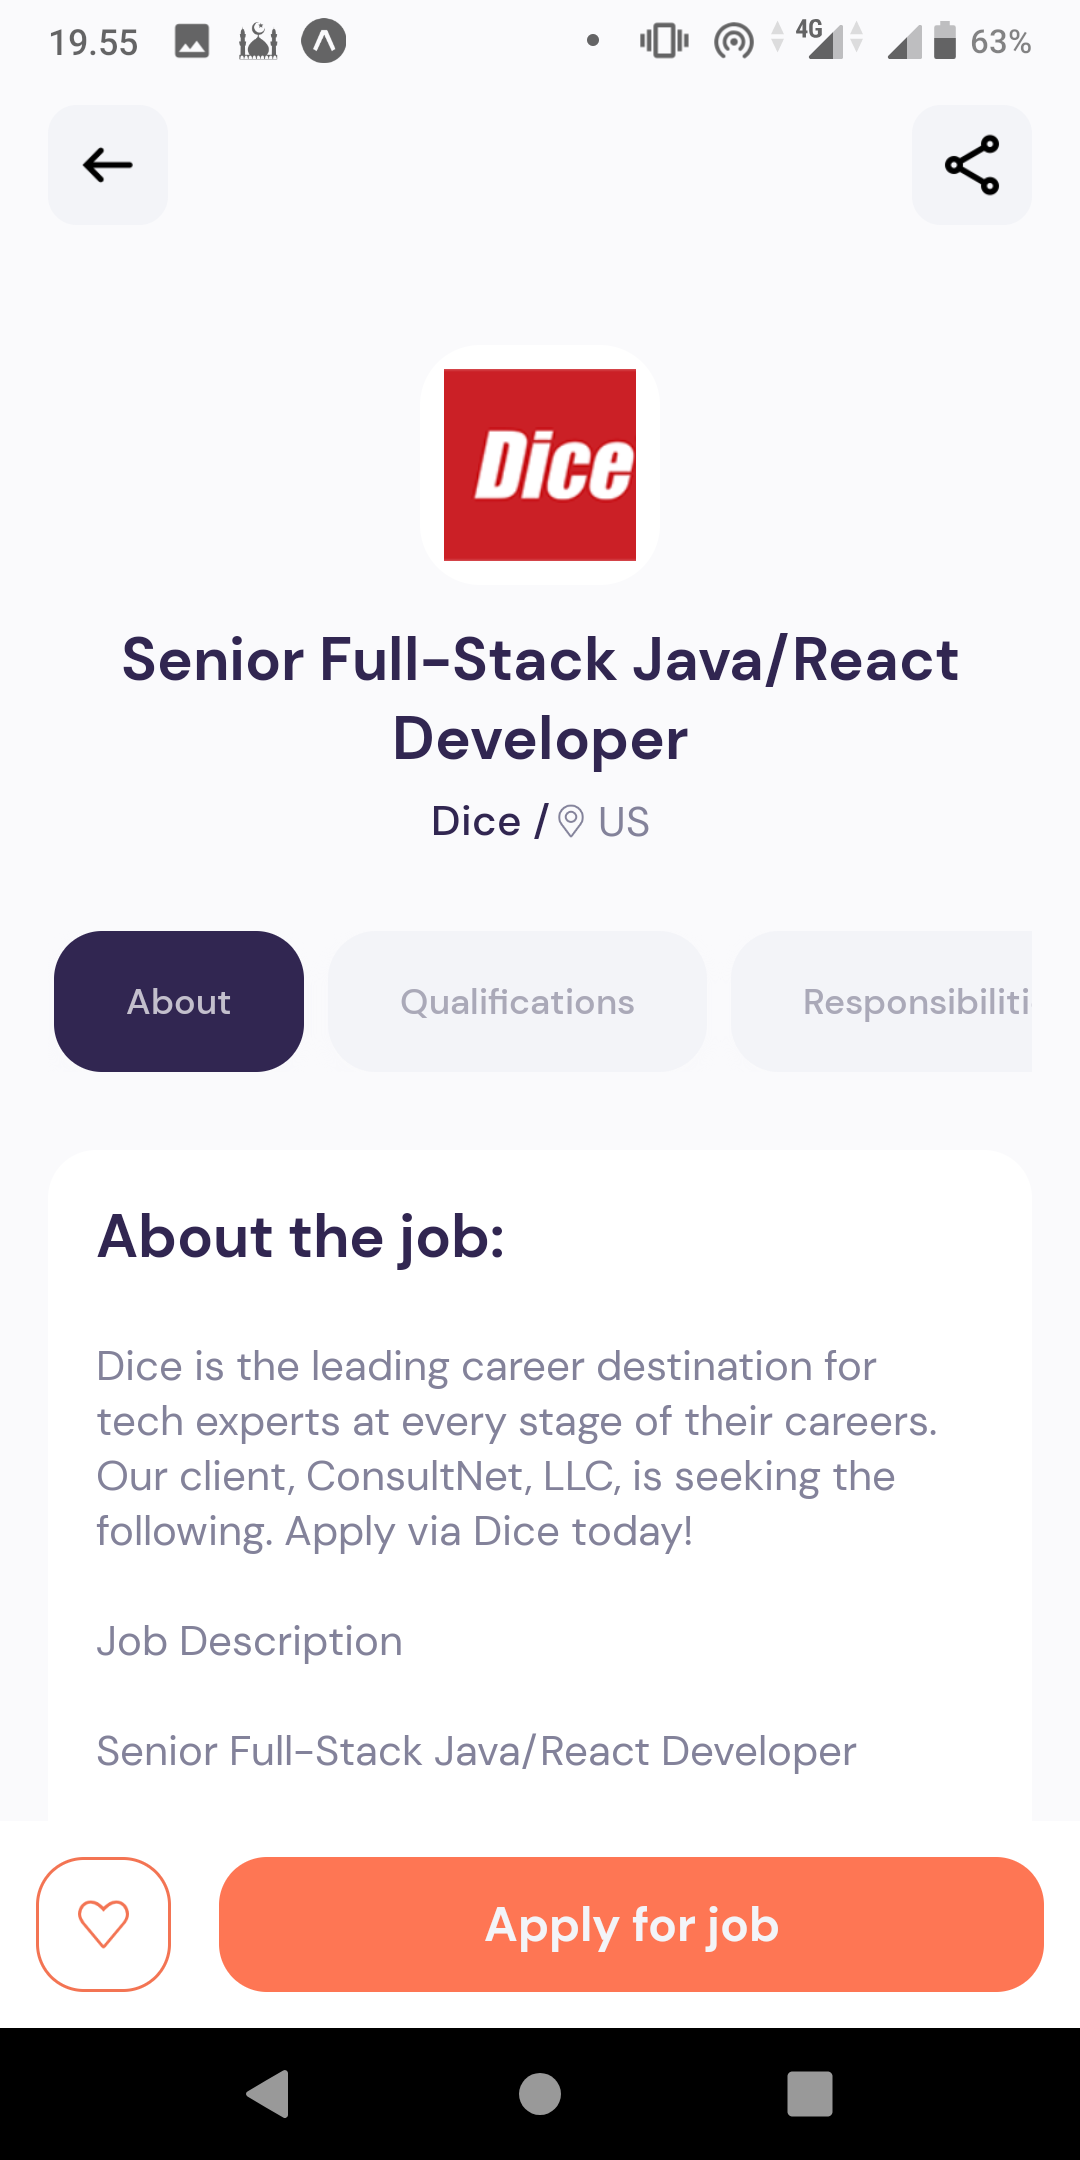 19.55
4G
63%
Dice
Senior Full-Stack Java/React
Developer
Dice / US
About
Qualifications
Responsibiliti
About the job:
Dice is the leading career destination for
tech experts at every stage of their careers.
Our client, ConsultNet, LLC, is seeking the
following. Apply via Dice today!
Job Description
Senior Full-Stack Java/React Developer
Apply for job